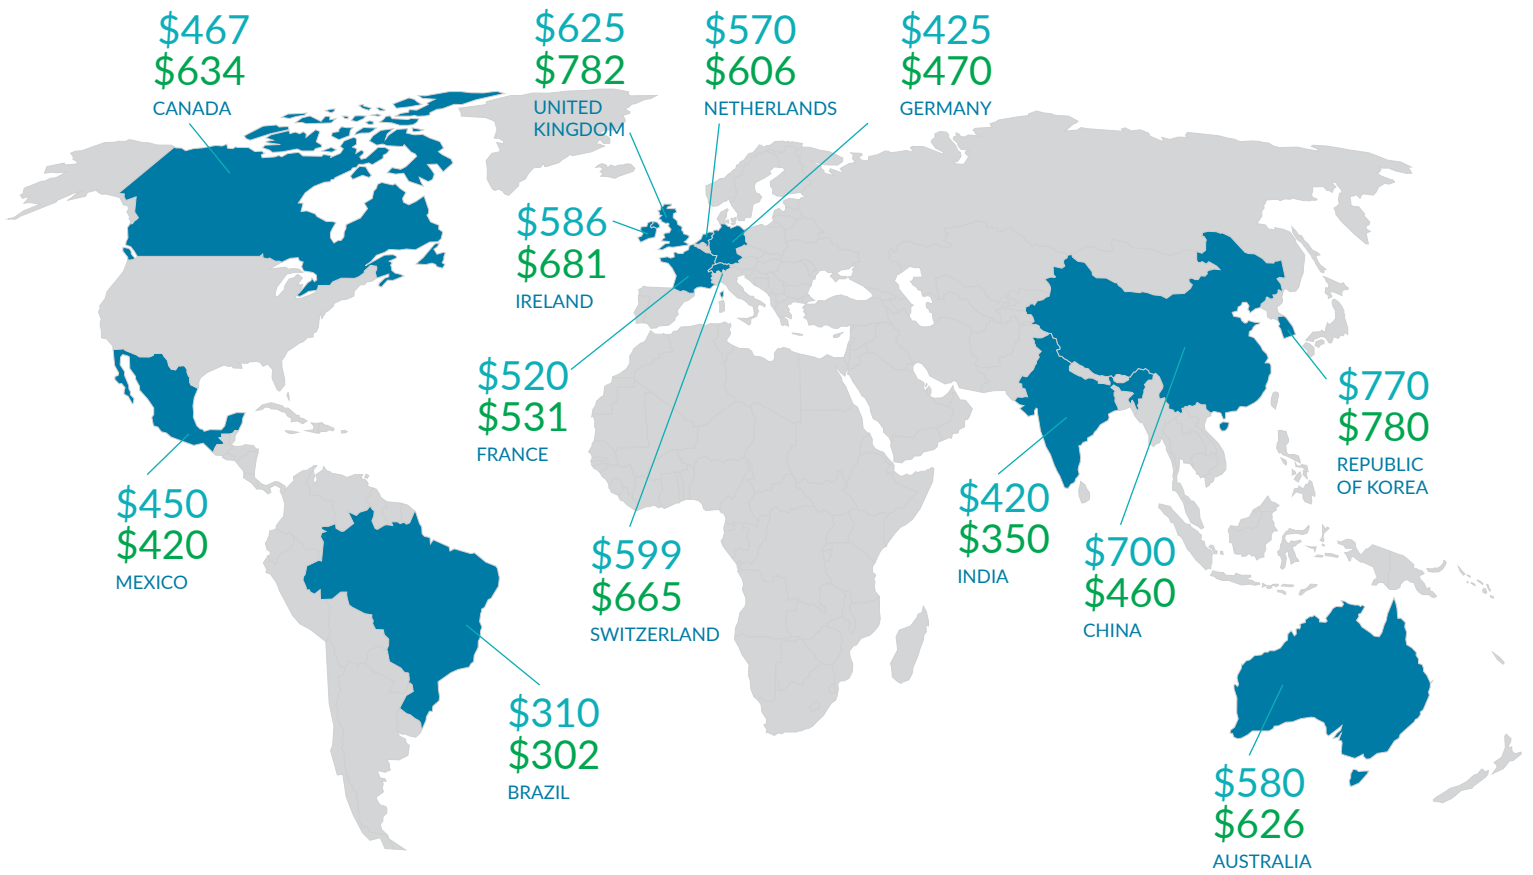 $467
$634
CANADA
$625
$782
UNITED
KINGDOM
$570
$606
NETHERLANDS
$425
$470
GERMANY
$586
$681
IRELAND
$520
$531
FRANCE
$770
$780
REPUBLIC
OF KOREA
$450
$420
MEXICO
$599
$665
SWITZERLAND
$420
$350
INDIA
$700
$460
CHINA
$310
$302
BRAZIL
$580
$626
AUSTRALIA